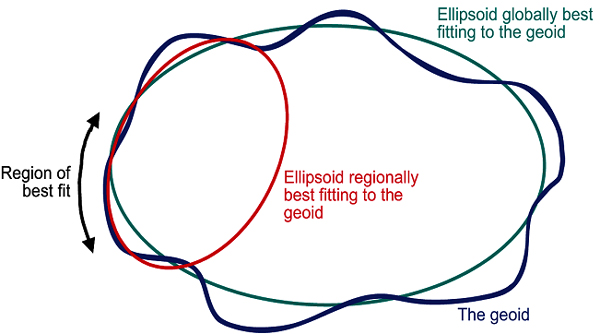 Ellipsoid globally best
fitting to the geoid
Region of
best fit
Ellipsoid regionally
best fitting to the
geoid
The geoid